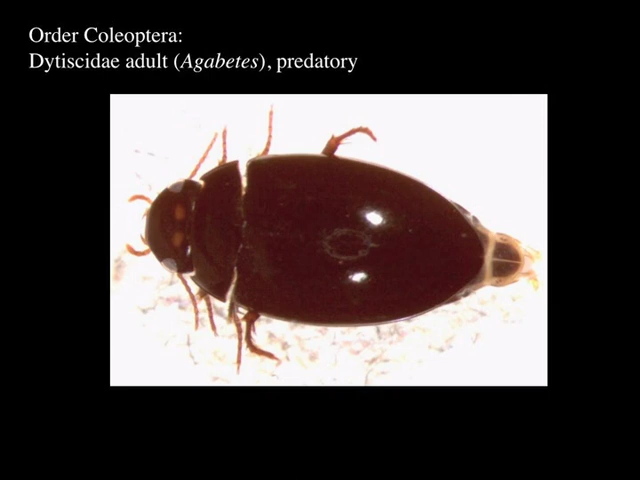 Order Coleoptera:
Dytiscidae adult (Agabetes), predatory